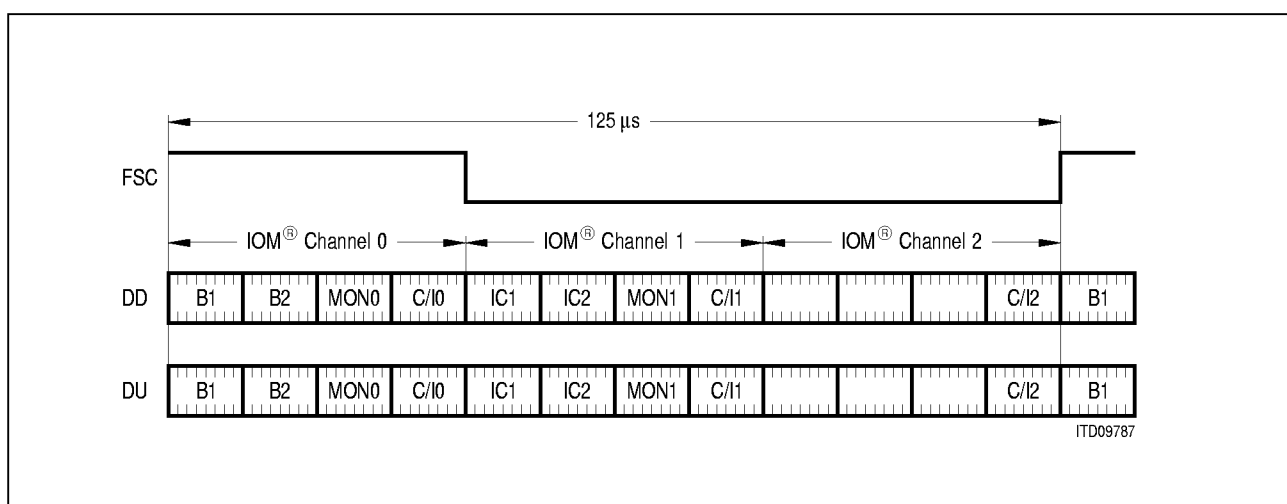 125 µs
FSC
IOM® Channel 0 IOM® Channel 1 IOM® Channel 2
DD B1 B2 MON0 C/I0 IC1 IC2 MON1 C/I1 C/I2 B1
DU B1 B2 MON0 C/I0 IC1 IC2 MON1 C/I1 C/I2 B1
ITD09787